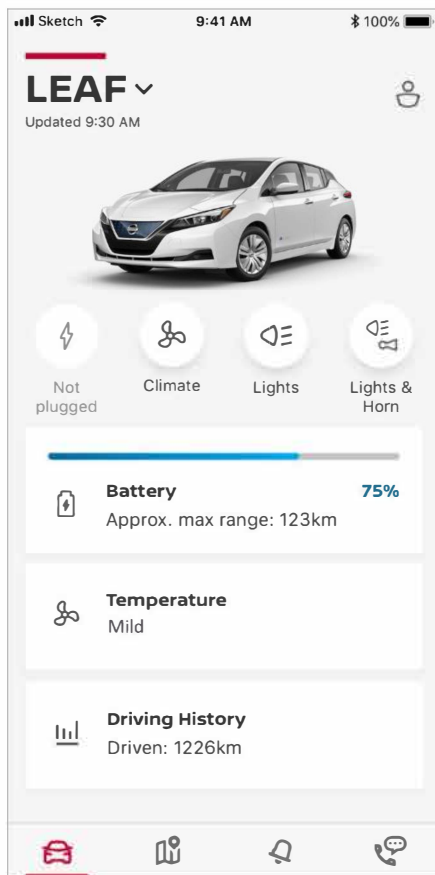 Sketch 9:41 AM 100%
LEAF
Updated 9:30 AM
Not plugged
Climate
Lights
Lights & Horn
Battery 75%
Approx. max range: 123km
Temperature
Mild
Driving History
Driven: 1226km